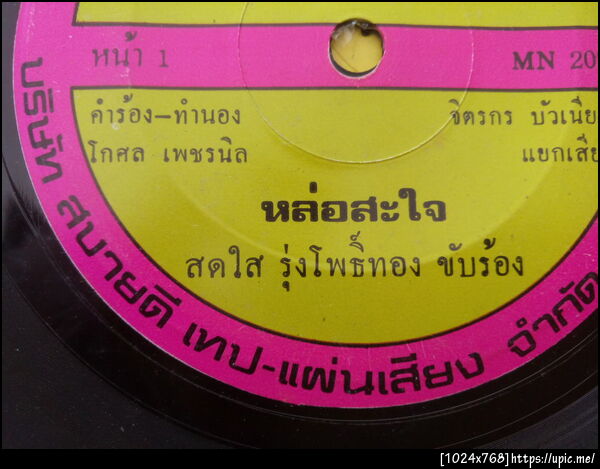 หน้า 1
MN 20
คำร้อง-ทำนอง
โกศล เพชรนิล
จิตรกร บัวเนีย
แยกเสีย
หล่อสะใจ
สดใส รุ่งโพธิ์ทอง ขับร้อง
บริษัท สบายดี เทป-แผ่นเสียง จำกัด
[1024x768]https://upic.me/